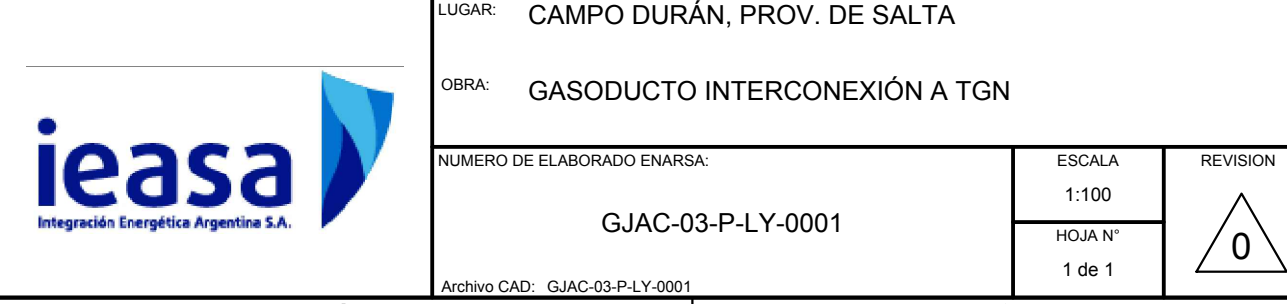 ieasa
Integración Energética Argentina S.A.
LUGAR: CAMPO DURÁN, PROV. DE SALTA
OBRA: GASODUCTO INTERCONEXIÓN A TGN
NUMERO DE ELABORADO ENARSA:
GJAC-03-P-LY-0001
Archivo CAD: GJAC-03-P-LY-0001
ESCALA
1:100
HOJA N°
1 de 1
REVISION
0